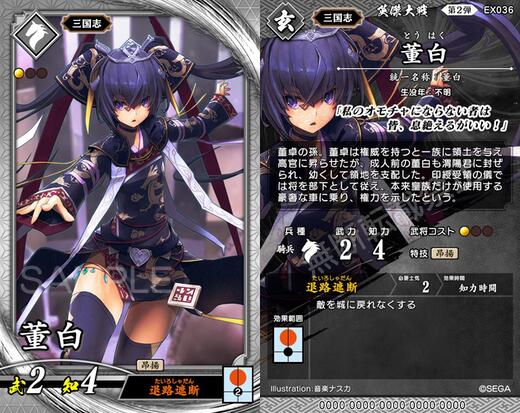 三国志
SAMPLE
董白
昂揚
武2 知4
たいろしゃだん
退路遮断
2
玄
三国志
英傑大戦
第2弾
EX036
とう はく
董白
統一名称 董白
生没年 不明
「私のオモチャにならない者は
皆、息絶えるがいい!」
董卓の孫。董卓は権威を持つと一族に領土を与え
高官に昇らせたが、成人前の董白も渭陽君に封ぜ
られ、幼くして領地を支配した。印綬受領の儀で
は将を部下として従え、本来皇族だけが使用する
豪奢な車に乗り、権力を示したという。
兵種 武力 知力 武将コスト
騎兵 2 4 特技 昂揚
たいろしゃだん
退路遮断
必要士気
2
効果時間
知力時間
敵を城に戻れなくする
効果範囲
Illustration:音楽ナスカ
©SEGA
0000-0000-0000-0000-0000